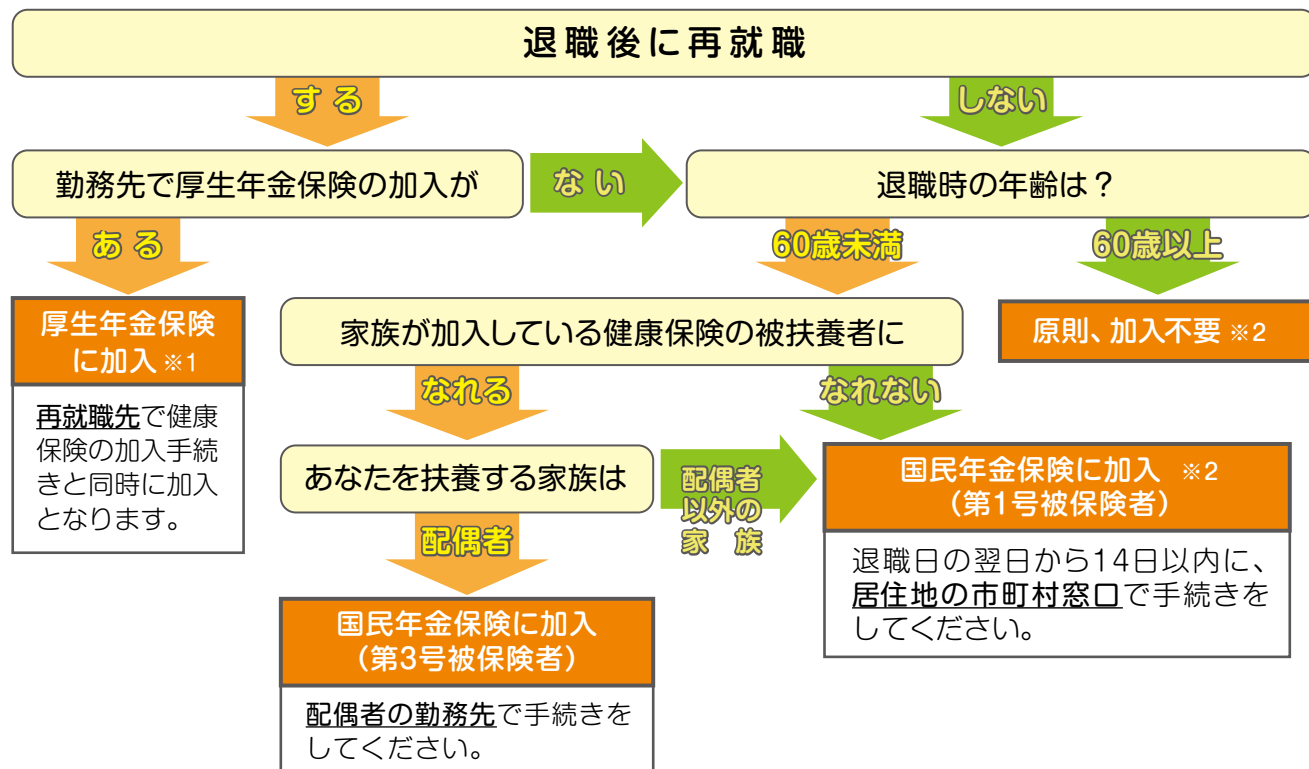 退職後に再就職
する
しない
勤務先で厚生年金保険の加入が
ない
退職時の年齢は？
ある
60歳未満
60歳以上
厚生年金保険
に加入 ※1
再就職先で健康
保険の加入手続
きと同時に加入
となります。
家族が加入している健康保険の被扶養者に
原則、加入不要 ※2
なれる
なれない
あなたを扶養する家族は
配偶者
以外の
家族
国民年金保険に加入 ※2
（第1号被保険者）
退職日の翌日から14日以内に、
居住地の市町村窓口で手続きを
してください。
配偶者
国民年金保険に加入
（第3号被保険者）
配偶者の勤務先で手続きを
してください。